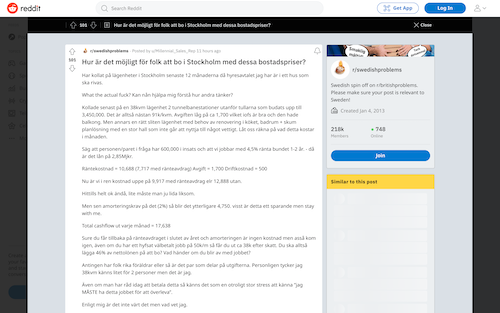 reddit
Search Reddit
Get App
Log In
501
Hur är det möjligt för folk att bo i Stockholm med dessa bostadspriser?
Close
501
r/swedishproblems
Posted by
11 hours ago
Hur är det möjligt för folk att bo i Stockholm med dessa bostadspriser?
Har kollat på lägenheter i Stockholm senaste 12 månaderna då hyresavtalet jag har är i ett hus som
ska rivas.
What the actual fuck? Kan nån hjälpa mig förstå hur andra tänker?
Kollade senast på en 38kvm lägenhet 2 tunnelbanestationer utanför tullarna som budats upp till
3,450,000. Det är alltså nästan 91k/kvm. Avgiften låg på ca 1,700 vilket iofs är bra och den hade
balkong. Men annars en rätt sliten lägenhet med behov av renovering i köket, badrum + skum
planlösning med en stor hall som inte går att nyttja till något vettigt. Låt oss räkna på vad detta kostar
i månaden.
Säg att personen/paret i fråga har 600,000 i insats och att vi jobbar med 4,5% ränta bundet 1-2 år. - då
är det lån på 2,85Mjkr:
Räntekostnad = 10,688 (7,717 med ränteavdrag) Avgift = 1,700 Driftkostnad = 500
Nu är vi i ren kostnad uppe på 9,917 med ränteavdrag eller 12,888 utan.
Hittills helt ok ändå, lite måste man ju lida liksom.
Men sen amorteringskrav på det (2%) så blir det ytterligare 4,750. visst är detta ett sparande men stay
with me.
Total cashflow ut varje månad = 17,638
Sure du får tillbaka på ränteavdraget i slutet av året och amorteringen är ingen kostnad men asså kom
igen, även om du har ett hyfsat välbetalt jobb på 50k/m så får du ut ca 38k efter skatt. Du ska alltså
lägga 46% av nettolönen på att bo? Vad händer om du blir av med jobbet?
Antingen har folk rika föräldrar eller så är det par som delar på utgifterna. Personligen tycker jag
38kvm känns litet för 2 personer men det är jag.
Även om man har råd idag att betala detta så känns det som en otroligt stor stress att känna "jag
MÅSTE ha detta jobb för att överleva".
Enligt mig är det inte värt det men vad vet jag.
r/swedishproblems
Swedish spin off on r/britishproblems.
Please make sure your post is relevant to
Sweden!
Created Jan 4, 2013
218k
748
Members
Online
Join
Similar to this post